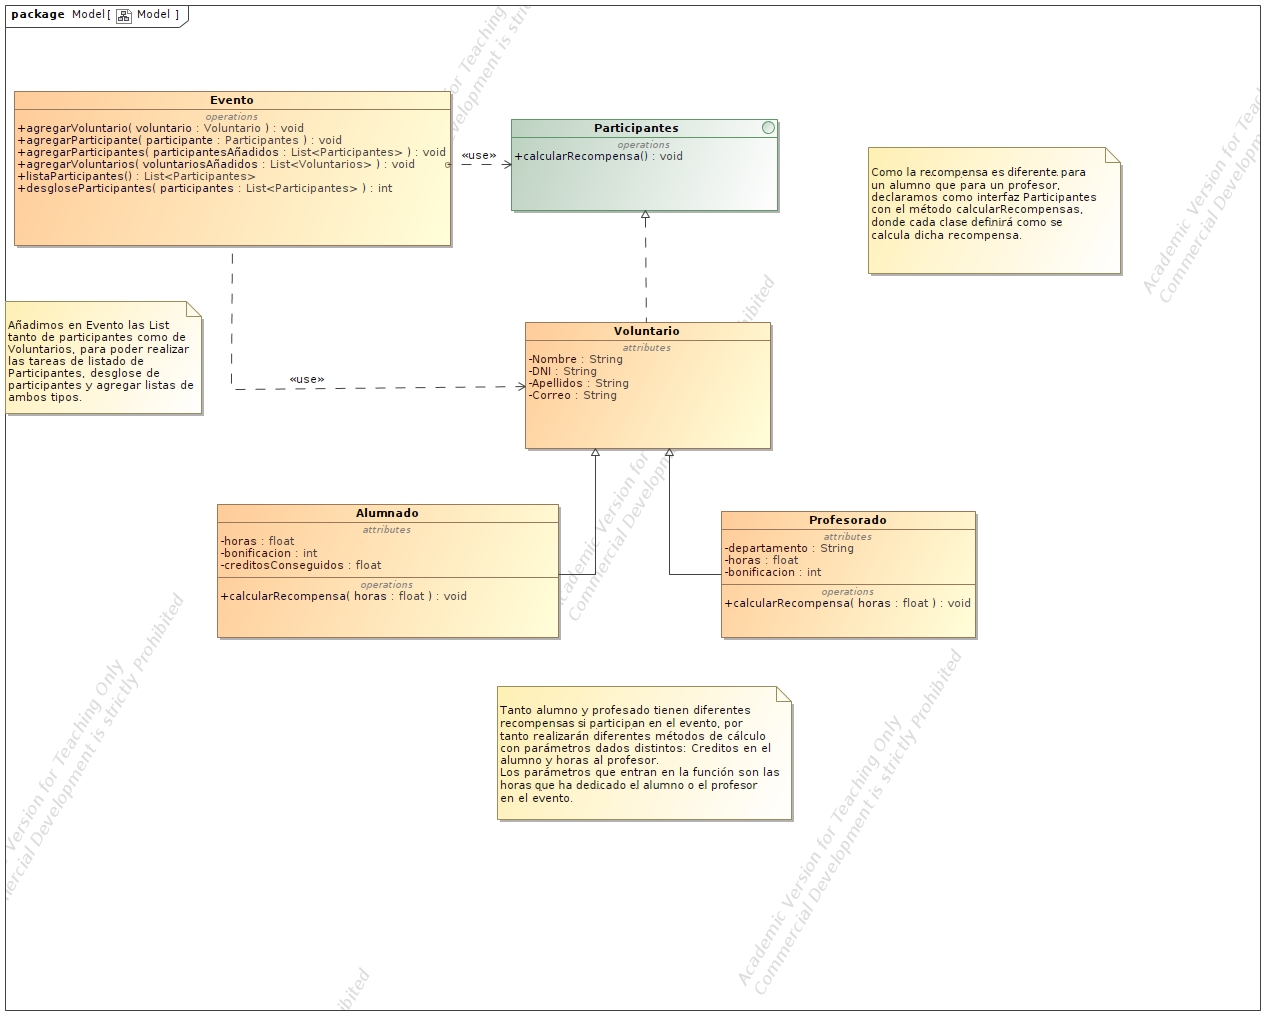 package Model[ Model ]
Evento
operations
+agregarVoluntario( voluntario : Voluntario ) : void
+agregarParticipante( participante : Participantes ) : void
+agregarParticipantes( participantesAñadidos : List<Participantes> ) : void
+agregarVoluntarios( voluntariosAñadidos : List<Voluntarios> ) : void
+listaParticipantes() : List<Participantes>
+desgloseParticipantes( participantes : List<Participantes> ) : int
«use»
Participantes
operations
+calcularRecompensa() : void
Como la recompensa es diferente para
un alumno que para un profesor,
declaramos como interfaz Participantes
con el método calcularRecompensas,
donde cada clase definirá como se
calcula dicha recompensa.
Añadimos en Evento las List
tanto de participantes como de
Voluntarios, para poder realizar
las tareas de listado de
Participantes, desglose de
participantes y agregar listas de
ambos tipos.
«use»
Voluntario
attributes
-Nombre : String
-DNI : String
-Apellidos : String
-Correo : String
Alumnado
attributes
-horas : float
-bonificacion : int
-creditosConseguidos : float
operations
+calcularRecompensa( horas : float ) : void
Profesorado
attributes
-departamento : String
-horas : float
-bonificacion : int
operations
+calcularRecompensa( horas : float ) : void
Tanto alumno y profesado tienen diferentes
recompensas si participan en el evento, por
tanto realizarán diferentes métodos de cálculo
con parámetros dados distintos: Creditos en el
alumno y horas al profesor.
Los parámetros que entran en la función son las
horas que ha dedicado el alumno o el profesor
en el evento.
Academic Version for Teaching Only
Commercial Development is strictly Prohibited